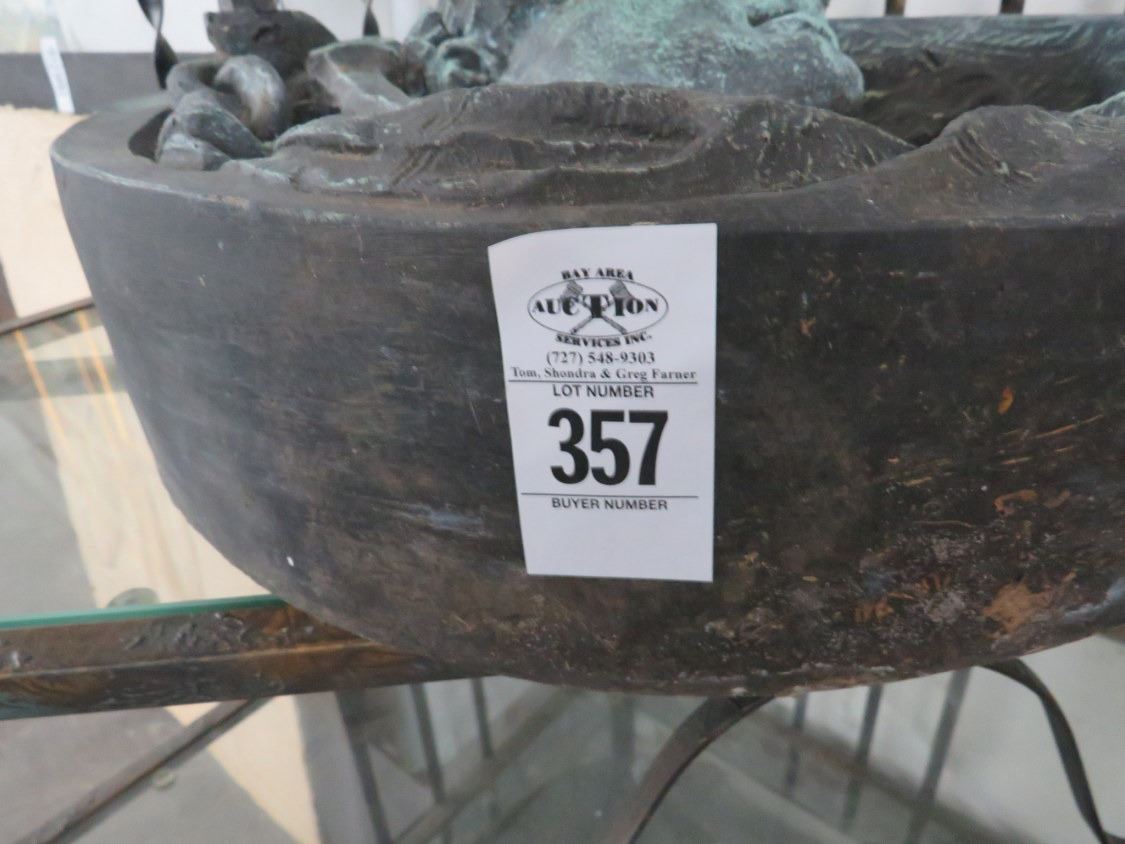 BAY AREA
AUCTION
SERVICES INC.
(727) 548-9303
Tom, Shondra & Greg Farner
LOT NUMBER
357
BUYER NUMBER